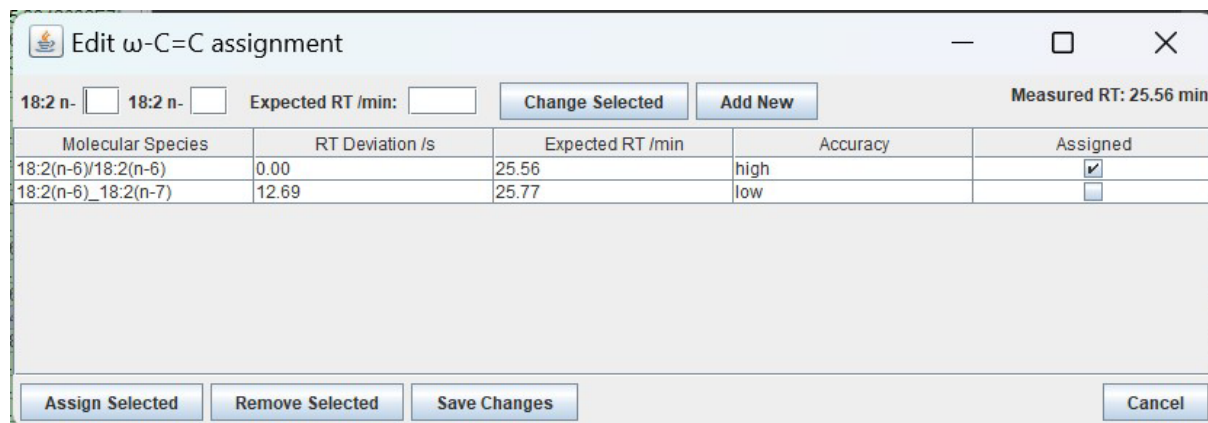 Edit ω-C=C assignment
18:2 n- 18:2 n- Expected RT /min: Change Selected Add New Measured RT: 25.56 min
Molecular Species RT Deviation /s Expected RT /min Accuracy Assigned
18:2(n-6)/18:2(n-6) 0.00 25.56 high
18:2(n-6)_18:2(n-7) 12.69 25.77 low
Assign Selected Remove Selected Save Changes Cancel